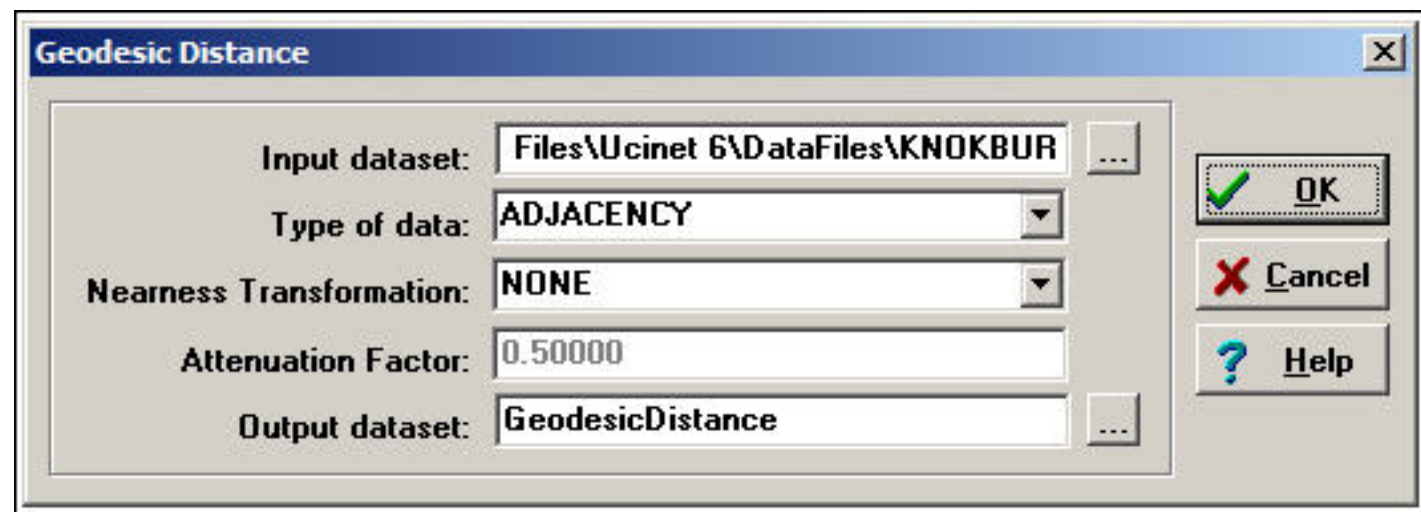 Geodesic Distance
Input dataset: Files\Ucinet 6\DataFiles\KNOKBUR ...
Type of data: ADJACENCY
Nearness Transformation: NONE
Attenuation Factor: 0.50000
Output dataset: GeodesicDistance ...
OK
Cancel
? Help